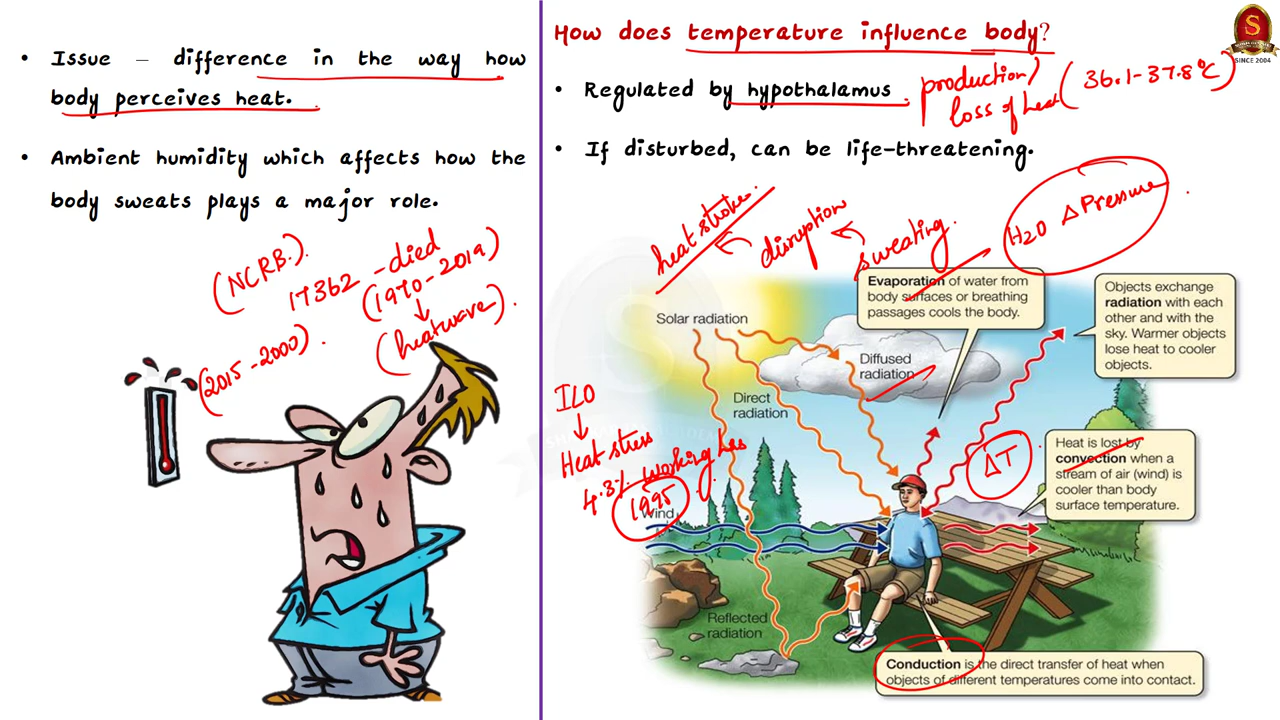 • Issue – difference in the way how
body perceives heat.
• Ambient humidity which affects how the
body sweats plays a major role.
(NCRB).
17362 - died
(1970-2019)
↓
(heatwave).
(2015-2000).
How does temperature influence body?
• Regulated by hypothalamus.
production/
loss of heat (36.1-37.8°C)
• If disturbed, can be life-threatening.
heat stroke. ← disruption ← sweating.
H2O Δ Pressure
S
SINCE 2004
Solar radiation
Evaporation of water from
body surfaces or breathing
passages cools the body.
Objects exchange
radiation with each
other and with the
sky. Warmer objects
lose heat to cooler
objects.
Diffused
radiation
Direct
radiation
ILO
↓
Heat stress
4.3% working hrs
1995
Wind
ΔT
Heat is lost by
convection when a
stream of air (wind) is
cooler than body
surface temperature.
Reflected
radiation
Conduction is the direct transfer of heat when
objects of different temperatures come into contact.